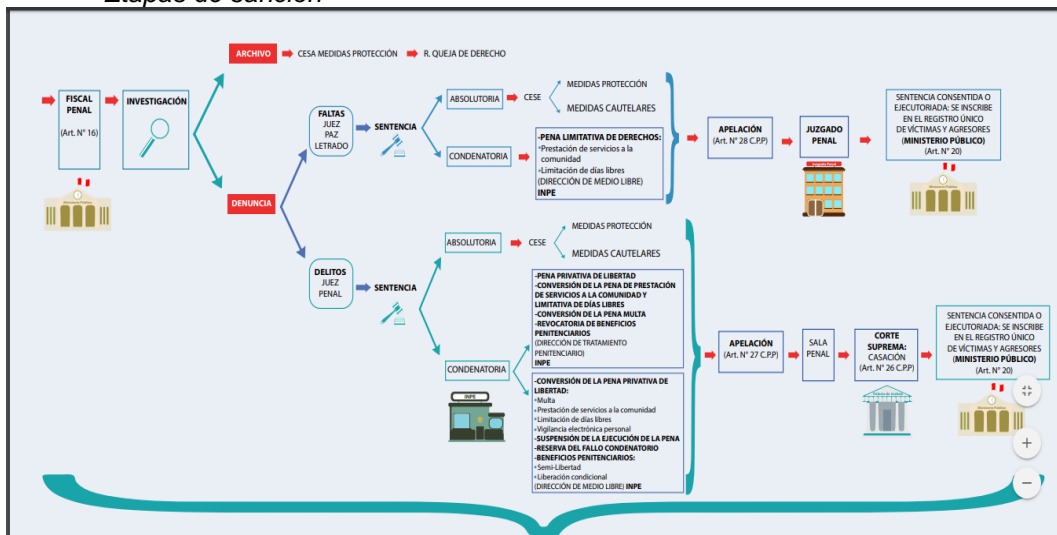 Etapas de sanción
ARCHIVO
CESA MEDIDAS PROTECCIÓN
R. QUEJA DE DERECHO
FISCAL
PENAL
(Art. N° 16)
INVESTIGACIÓN
DENUNCIA
FALTAS
JUEZ
PAZ
LETRADO
SENTENCIA
ABSOLUTORIA
CESE
MEDIDAS PROTECCIÓN
MEDIDAS CAUTELARES
CONDENATORIA
-PENA LIMITATIVA DE DERECHOS:
•Prestación de servicios a la
comunidad
•Limitación de días libres
(DIRECCIÓN DE MEDIO LIBRE)
INPE
APELACIÓN
(Art. N° 28 C.P.P)
JUZGADO
PENAL
SENTENCIA CONSENTIDA O
EJECUTORIADA: SE INSCRIBE
EN EL REGISTRO ÚNICO
DE VÍCTIMAS Y AGRESORES
(MINISTERIO PÚBLICO)
(Art. N° 20)
DELITOS
JUEZ
PENAL
SENTENCIA
ABSOLUTORIA
CESE
MEDIDAS PROTECCIÓN
MEDIDAS CAUTELARES
CONDENATORIA
INPE
-PENA PRIVATIVA DE LIBERTAD
-CONVERSIÓN DE LA PENA DE PRESTACIÓN
DE SERVICIOS A LA COMUNIDAD Y
LIMITATIVA DE DÍAS LIBRES
-CONVERSIÓN DE LA PENA MULTA
-REVOCATORIA DE BENEFICIOS
PENITENCIARIOS
(DIRECCIÓN DE TRATAMIENTO
PENITENCIARIO)
INPE
-CONVERSIÓN DE LA PENA PRIVATIVA DE
LIBERTAD:
•Multa
•Prestación de servicios a la comunidad
•Limitación de días libres
•Vigilancia electrónica personal
-SUSPENSIÓN DE LA EJECUCIÓN DE LA PENA
-RESERVA DEL FALLO CONDENATORIO
-BENEFICIOS PENITENCIARIOS:
•Semi-Libertad
•Liberación condicional
(DIRECCIÓN DE MEDIO LIBRE) INPE
APELACIÓN
(Art. N° 27 C.P.P)
SALA
PENAL
CORTE
SUPREMA:
CASACIÓN
(Art. N° 26 C.P.P)
SENTENCIA CONSENTIDA O
EJECUTORIADA: SE INSCRIBE
EN EL REGISTRO ÚNICO
DE VÍCTIMAS Y AGRESORES
(MINISTERIO PÚBLICO)
(Art. N° 20)